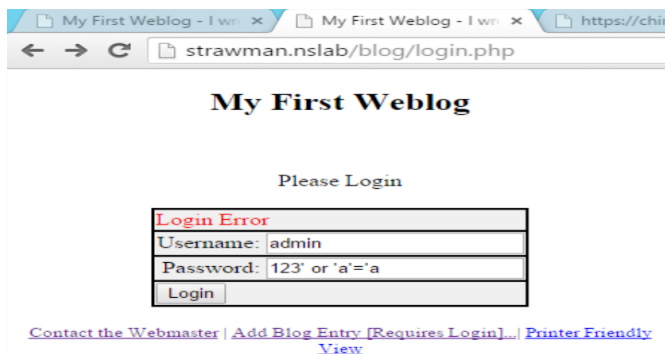 My First Weblog - I wr
My First Weblog - I wr
https://chir
strawman.nslab/blog/login.php
My First Weblog
Please Login
Login Error
Username: admin
Password: 123' or 'a'='a
Login
Contact the Webmaster | Add Blog Entry [Requires Login]...| Printer Friendly
View